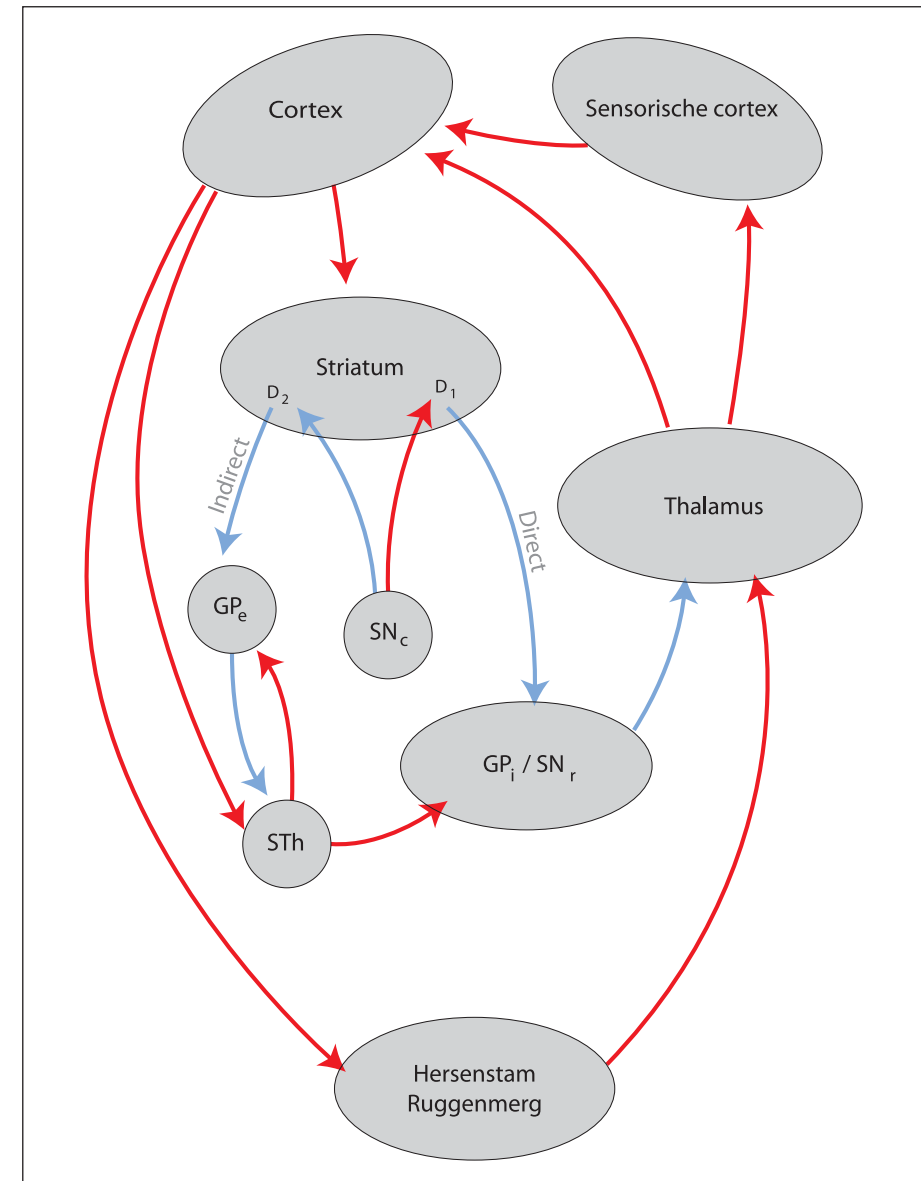 Cortex
Sensorische cortex
Striatum
D2
D1
Indirect
Direct
Thalamus
GPe
SNc
GPi / SNr
STh
Hersenstam
Ruggenmerg